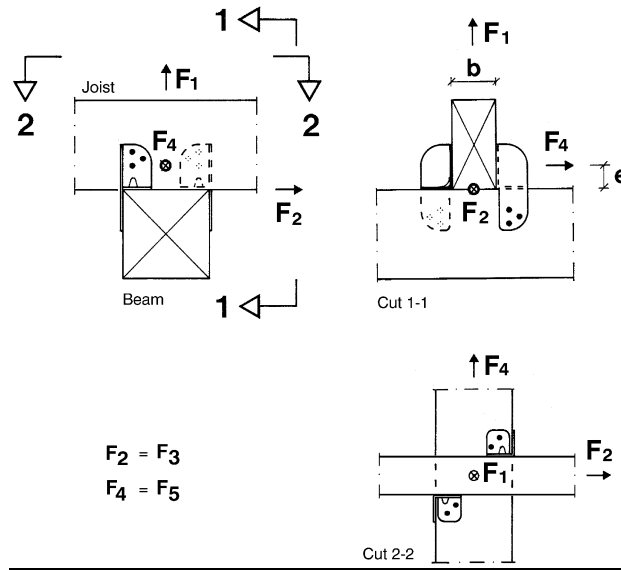 1
F1
b
Joist
F1
2
2
F4
F4
e
F2
F2
Beam
1
Cut 1-1
F4
F2 = F3
F4 = F5
F2
F1
Cut 2-2